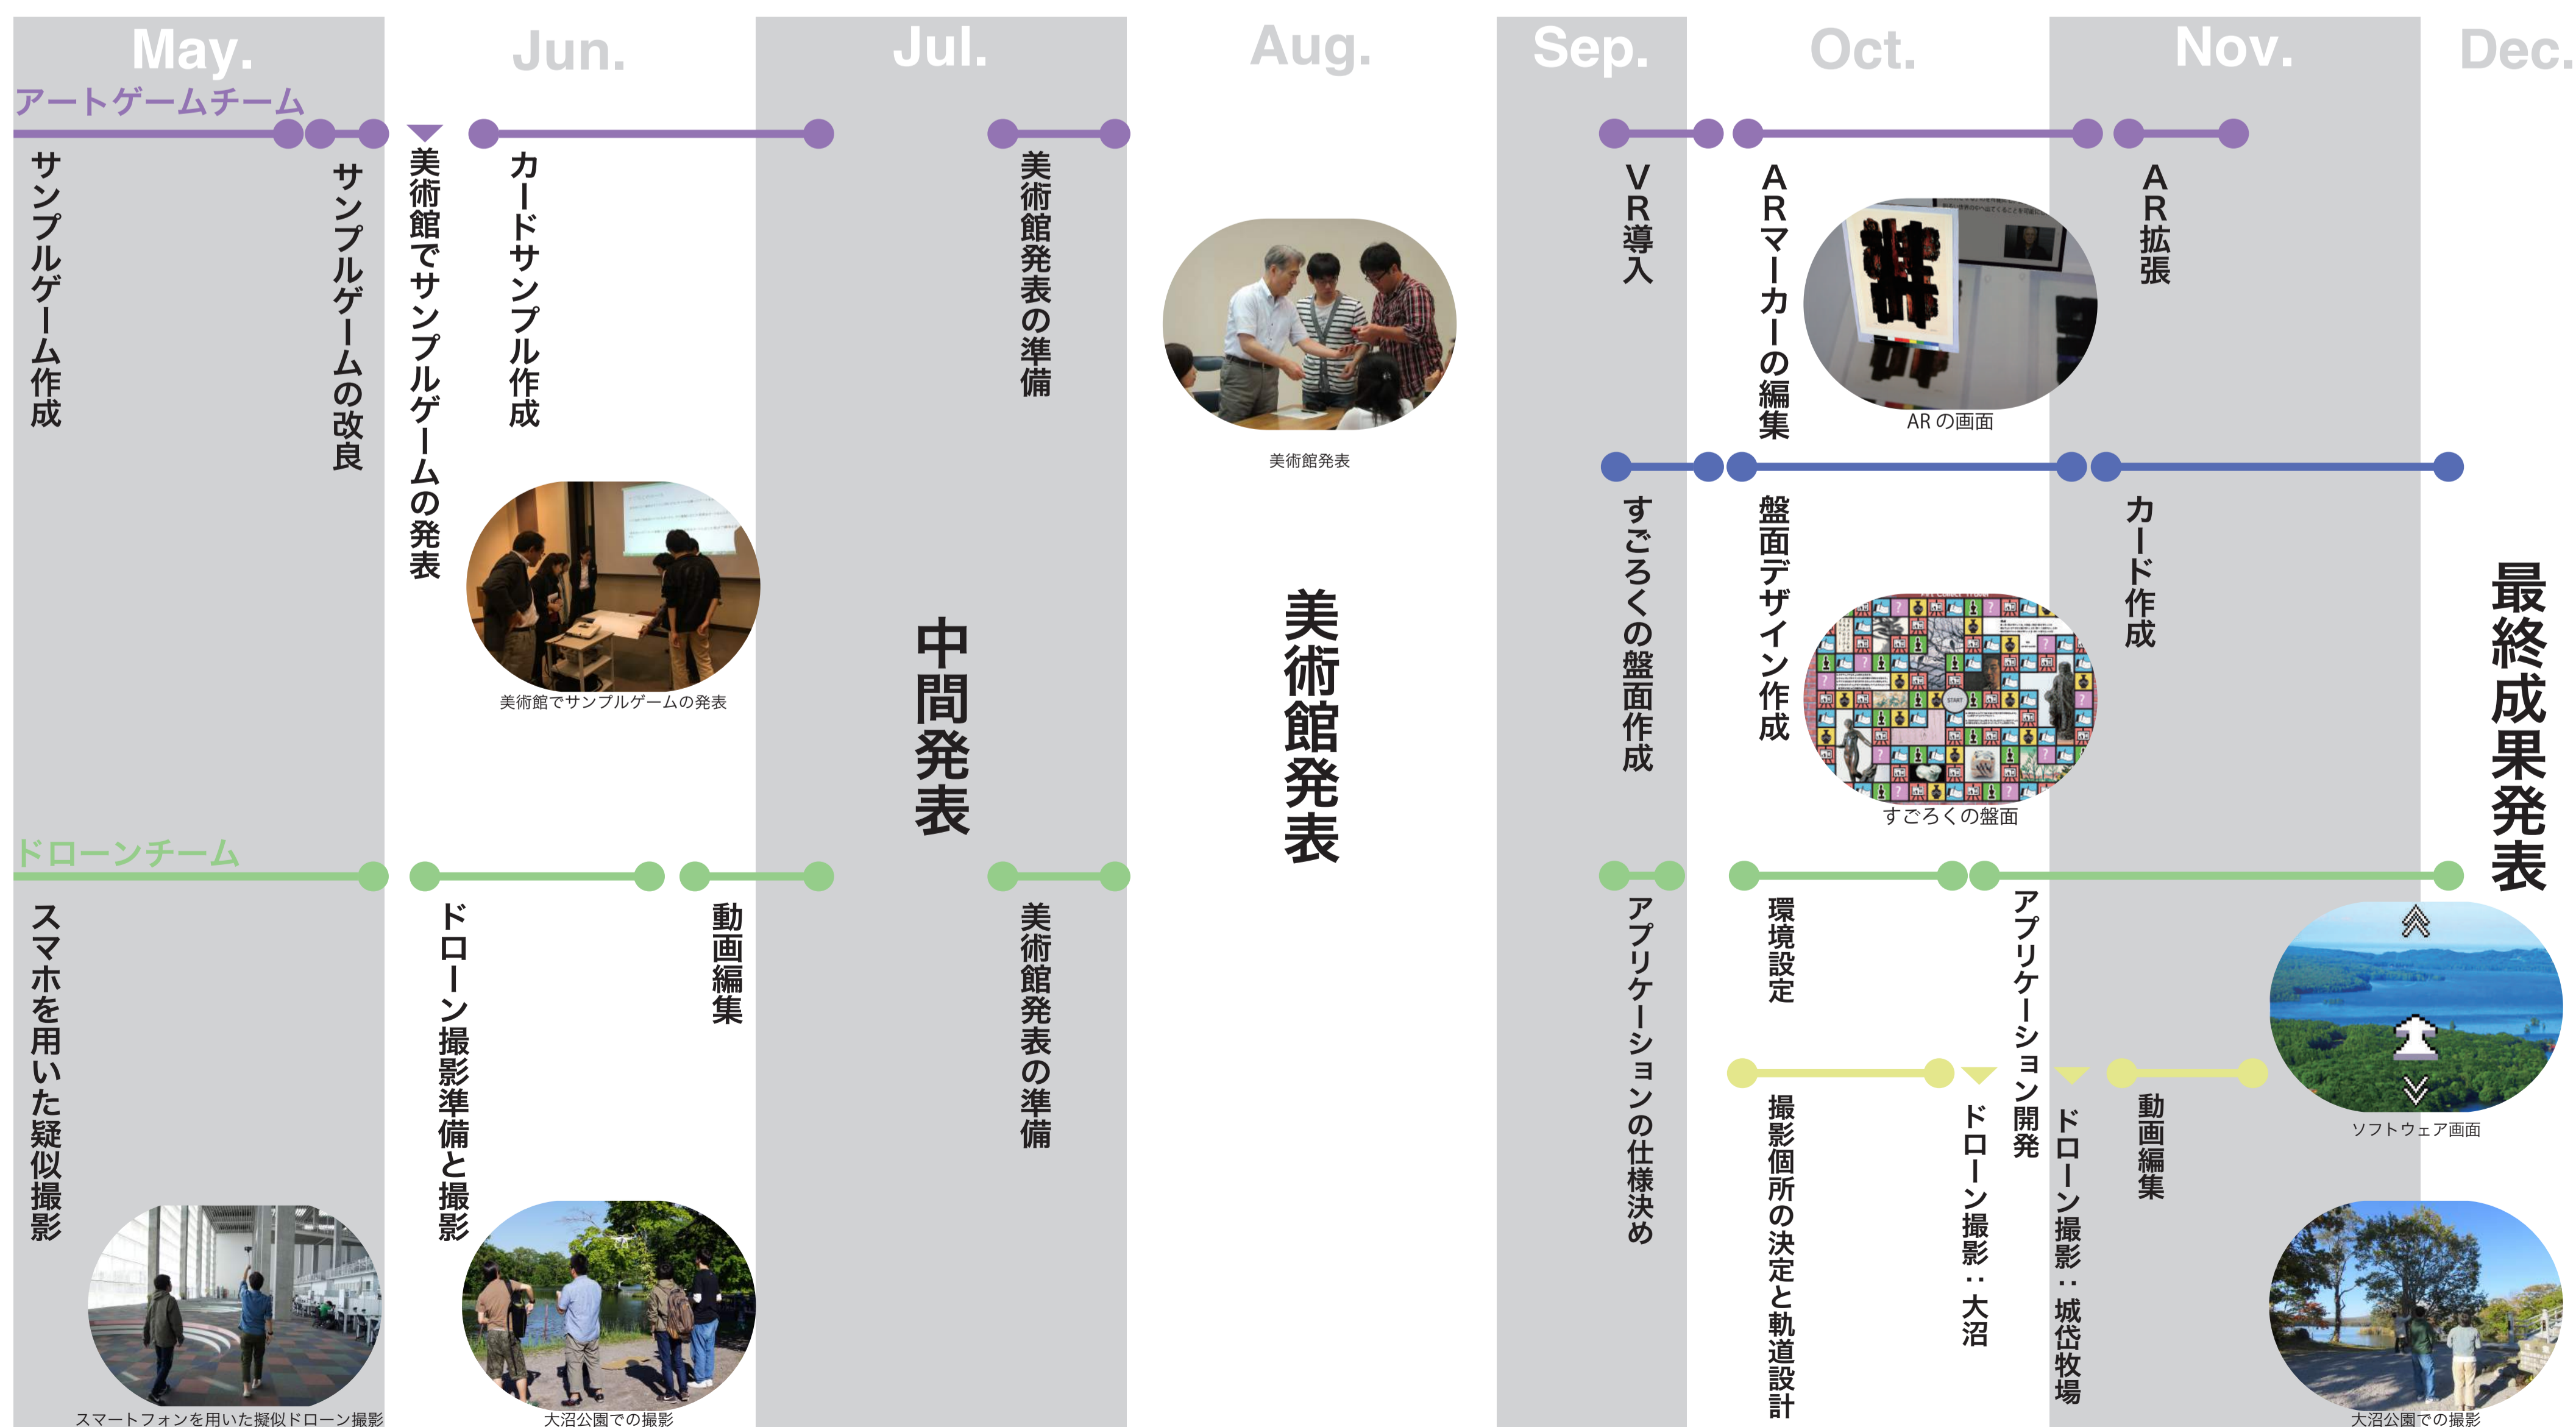 May.
Jun.
Jul.
Aug.
Sep.
Oct.
Nov.
Dec.
アートゲームチーム
サンプルゲーム作成
サンプルゲームの改良
美術館でサンプルゲームの発表
カードサンプル作成
美術館発表の準備
VR導入
ARマーカーの編集
AR拡張
美術館でサンプルゲームの発表
美術館発表
ARの画面
すごろくの盤面作成
盤面デザイン作成
カード作成
START
すごろくの盤面
中間発表
美術館発表
最終成果発表
ドローンチーム
スマホを用いた疑似撮影
ドローン撮影準備と撮影
動画編集
美術館発表の準備
アプリケーションの仕様決め
環境設定
アプリケーション開発
撮影個所の決定と軌道設計
ドローン撮影:大沼
ドローン撮影:城岱牧場
動画編集
ソフトウェア画面
スマートフォンを用いた擬似ドローン撮影
大沼公園での撮影
大沼公園での撮影